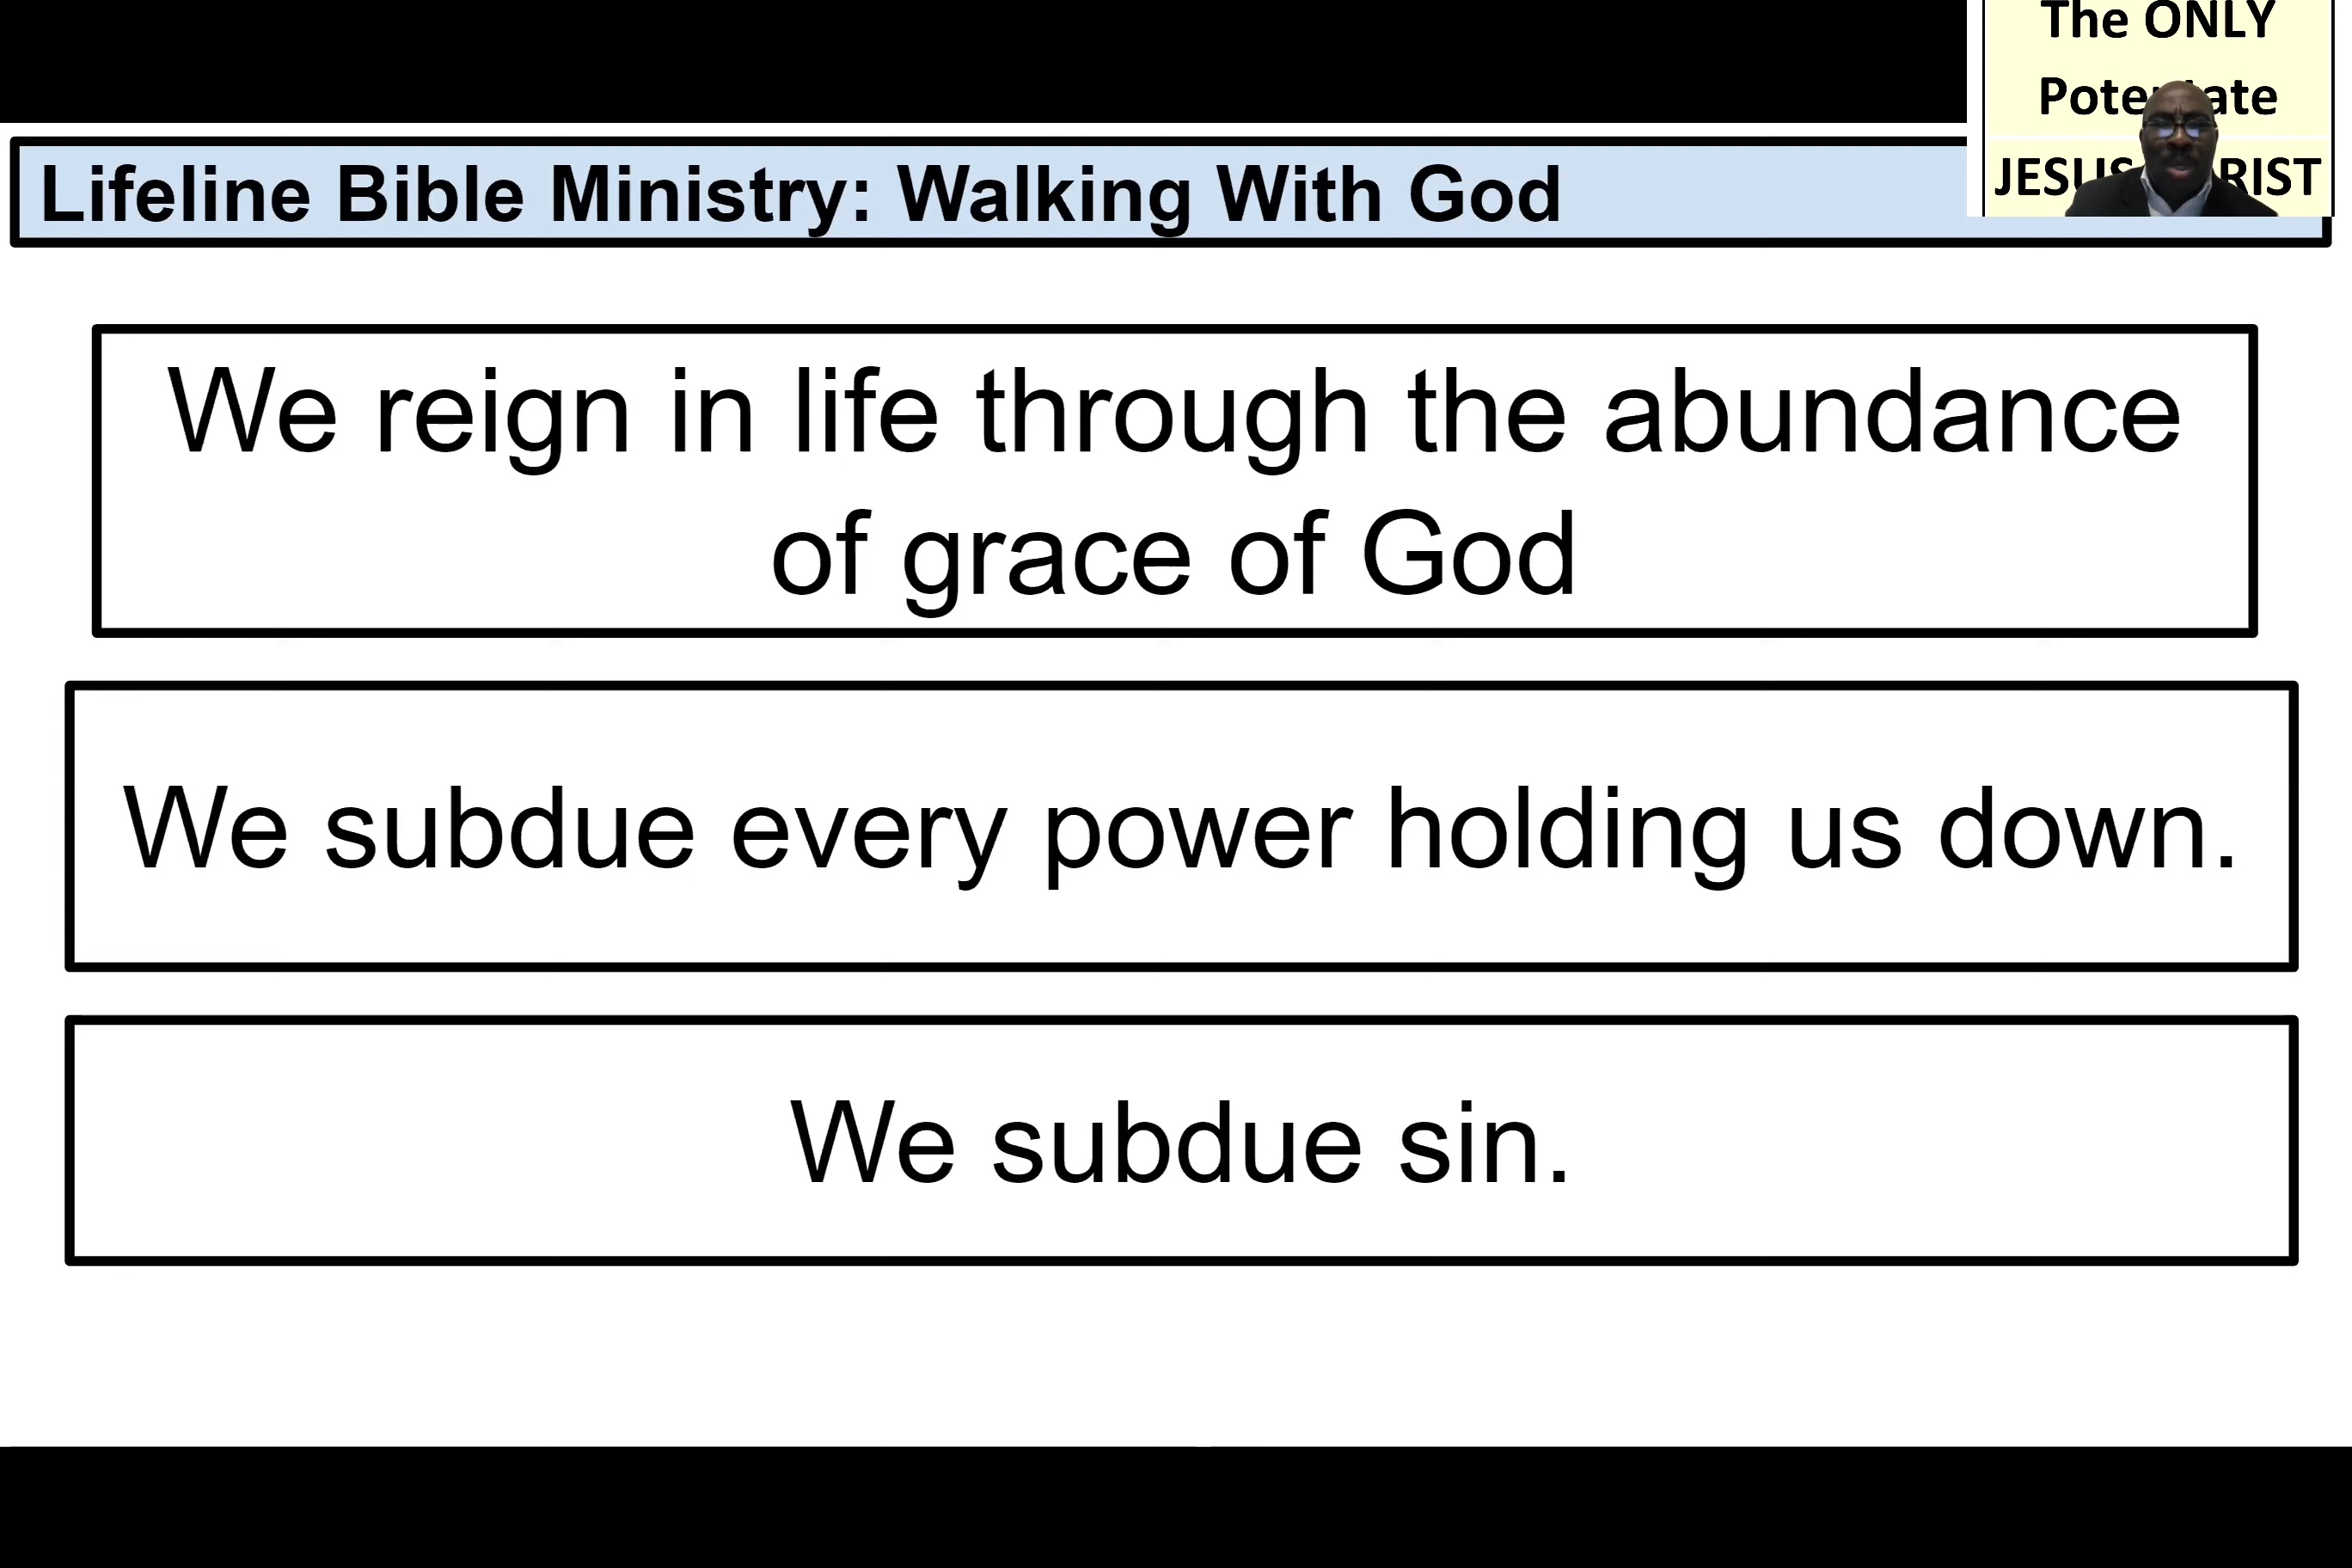 The ONLY
JESUS
Lifeline Bible Ministry: Walking With God
We reign in life through the abundance
of grace of God
We subdue every power holding us down.
We subdue sin.